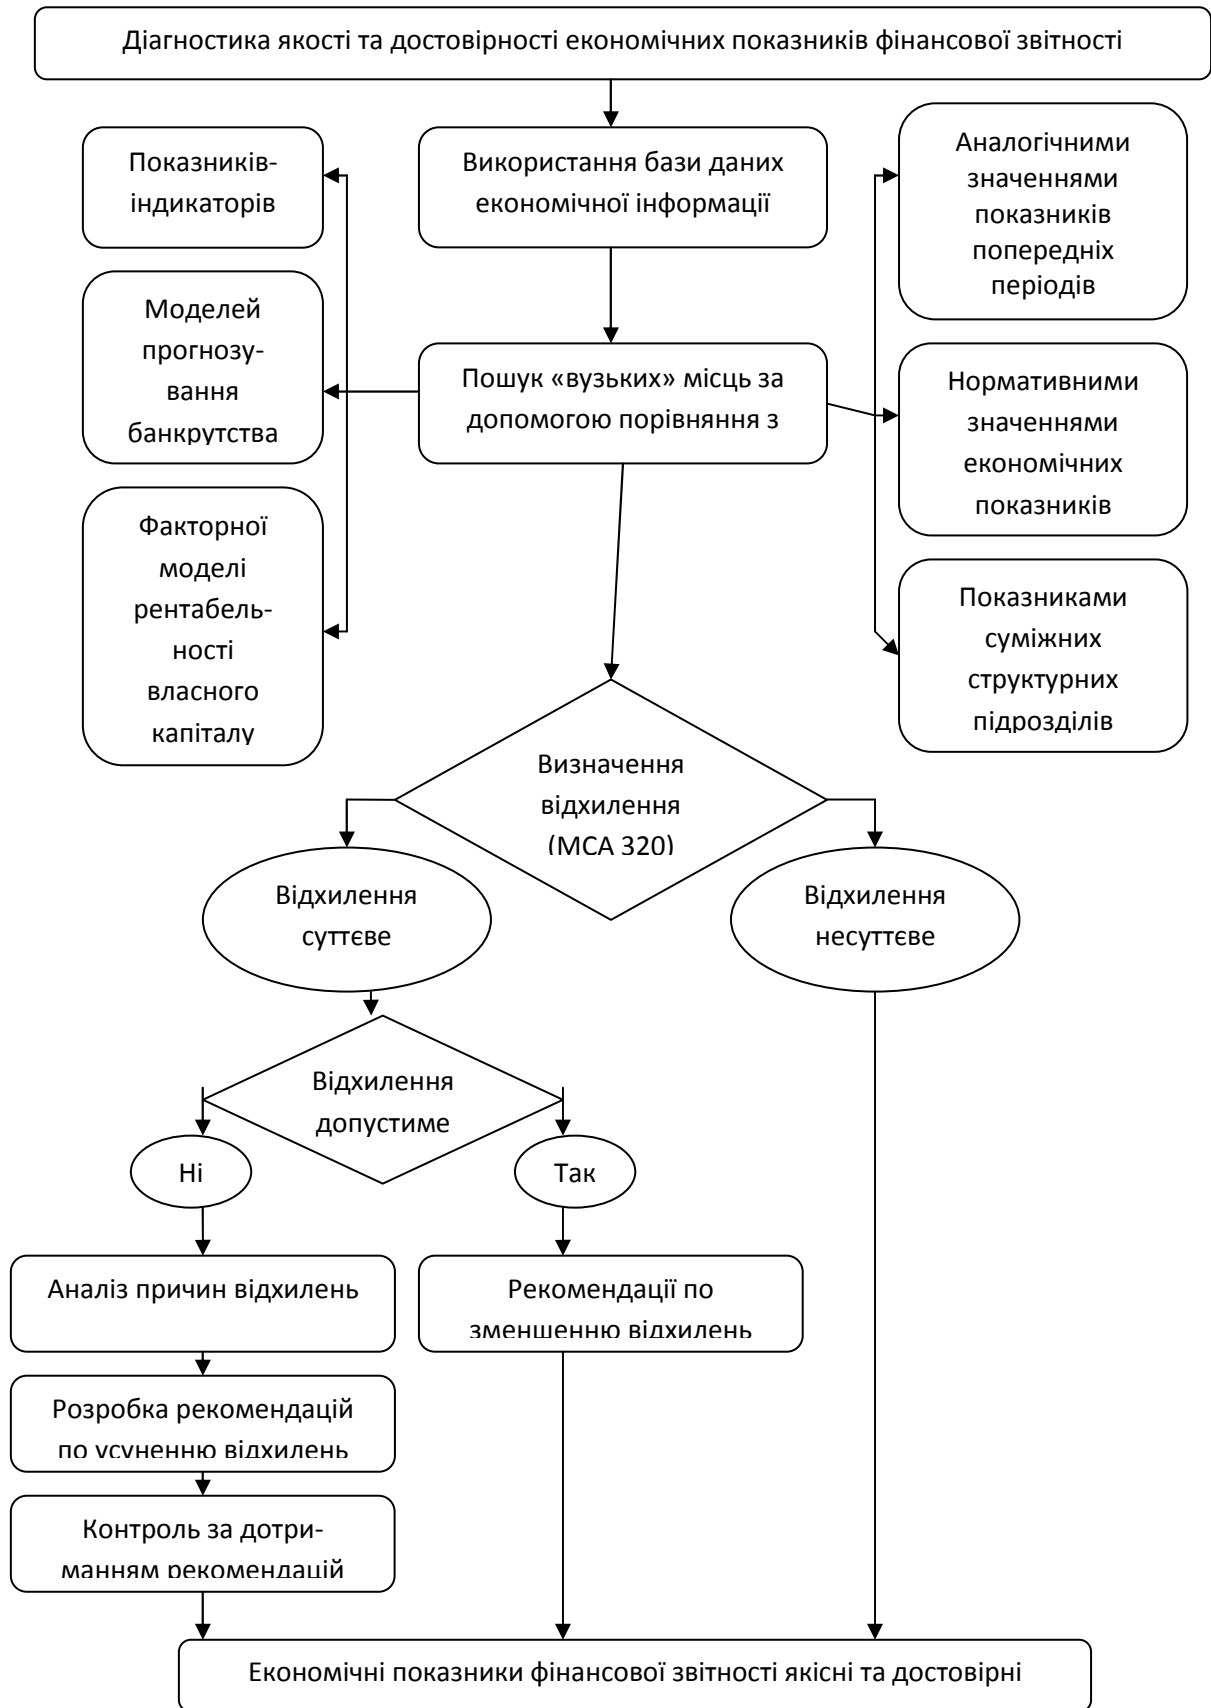 Діагностика якості та достовірності економічних показників фінансової звітності
Показників-
індикаторів
Використання бази даних
економічної інформації
Аналогічними
значеннями
показників
попередніх
періодів
Моделей
прогнозу-
вання
банкрутства
Пошук «вузьких» місць за
допомогою порівняння з
Нормативними
значеннями
економічних
показників
Факторної
моделі
рентабель-
ності
власного
капіталу
Показниками
суміжних
структурних
підрозділів
Визначення
відхилення
(МСА 320)
Відхилення
суттєве
Відхилення
несуттєве
Відхилення
допустиме
Ні
Так
Аналіз причин відхилень
Рекомендації по
зменшенню відхилень
Розробка рекомендацій
по усуненню відхилень
Контроль за дотри-
манням рекомендацій
Економічні показники фінансової звітності якісні та достовірні